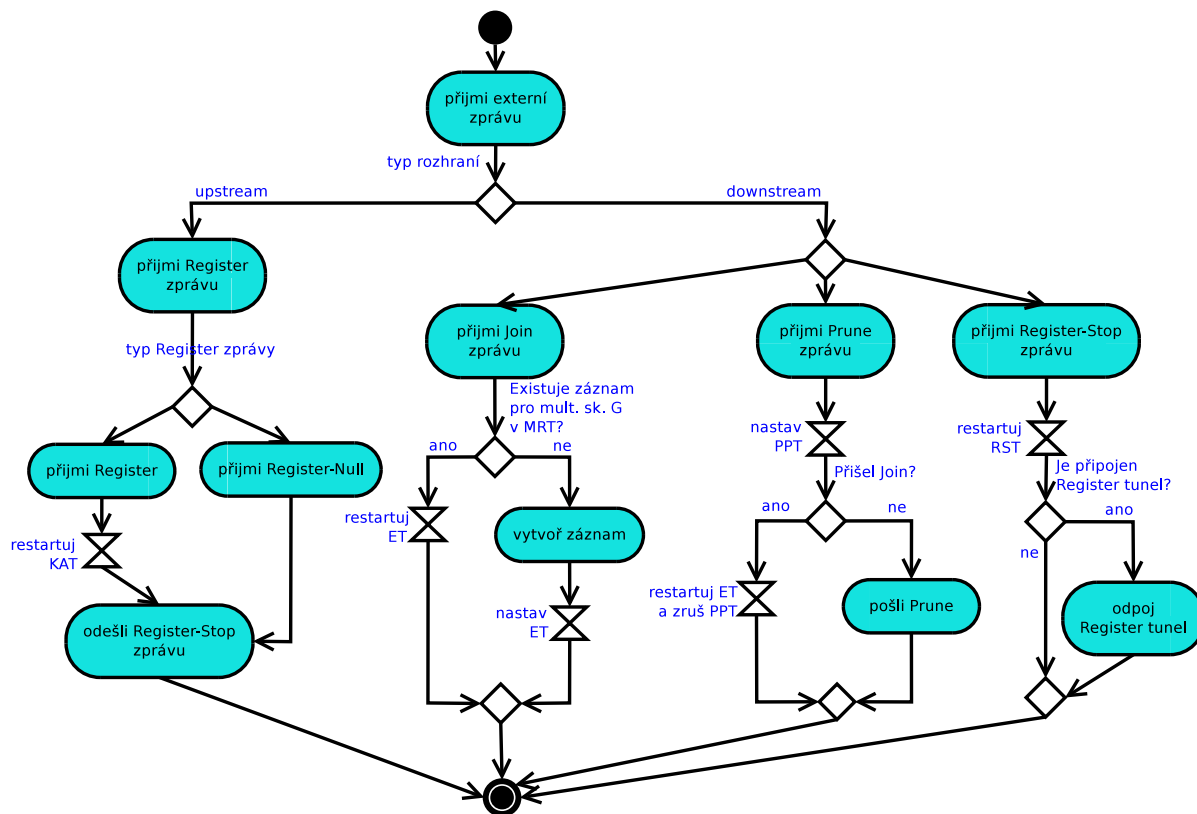 přijmi externí
zprávu
typ rozhraní
upstream
downstream
přijmi Register
zprávu
typ Register zprávy
přijmi Register
přijmi Register-Null
restartuj
KAT
odešli Register-Stop
zprávu
přijmi Join
zprávu
Existuje záznam
pro mult. sk. G
v MRT?
ano
ne
restartuj
ET
vytvoř záznam
nastav
ET
přijmi Prune
zprávu
nastav
PPT
Přišel Join?
ano
ne
restartuj ET
a zruš PPT
pošli Prune
přijmi Register-Stop
zprávu
restartuj
RST
Je připojen
Register tunel?
ano
ne
odpoj
Register tunel